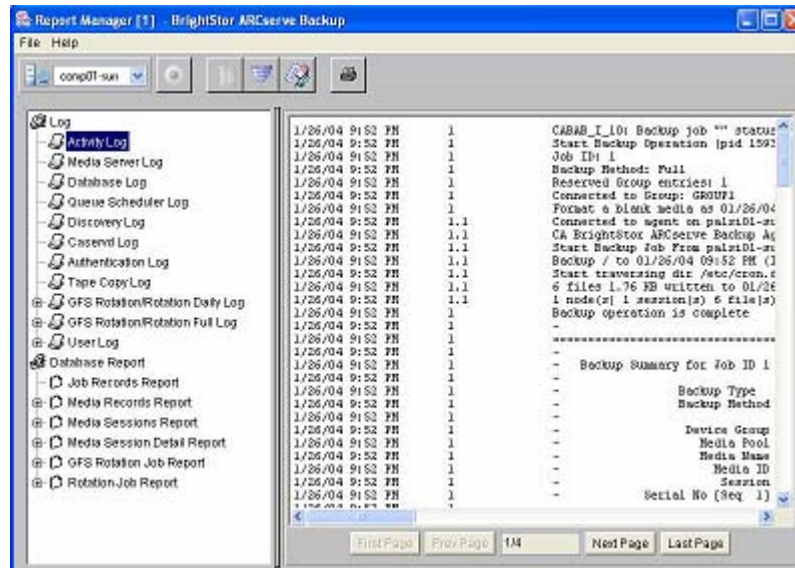 Report Manager [1] - BrightStor ARCserve Backup
File Help
comp01-sun
Log
Activity Log
Media Server Log
Database Log
Queue Scheduler Log
Discovery Log
Caservd Log
Authentication Log
Tape Copy Log
GFS Rotation/Rotation Daily Log
GFS Rotation/Rotation Full Log
User Log
Database Report
Job Records Report
Media Records Report
Media Sessions Report
Media Session Detail Report
GFS Rotation Job Report
Rotation Job Report
1/26/04 9:52 PM 1 CABAB_I_10: Backup job "" status
1/26/04 9:52 PM 1 Start Backup Operation (pid 1593
1/26/04 9:52 PM 1 Job ID: 1
1/26/04 9:52 PM 1 Backup Method: Full
1/26/04 9:52 PM 1 Reserved Group entries: 1
1/26/04 9:52 PM 1 Connected to Group: GROUP1
1/26/04 9:52 PM 1 Format a blank media as 01/26/04
1/26/04 9:52 PM 1.1 Connected to agent on
1/26/04 9:52 PM 1.1 CA BrightStor ARCserve Backup Ag
1/26/04 9:52 PM 1.1 Start Backup Job From
1/26/04 9:52 PM 1.1 Backup / to 01/26/04 09:52 PM (I
1/26/04 9:52 PM 1.1 Start traversing dir /etc/cron.
1/26/04 9:52 PM 1.1 6 files 1.76 KB written to 01/26
1/26/04 9:52 PM 1.1 1 node(s) 1 session(s) 6 file(s)
1/26/04 9:52 PM 1 Backup operation is complete
1/26/04 9:52 PM 1 -
1/26/04 9:52 PM 1 ================================
1/26/04 9:52 PM 1 -
1/26/04 9:52 PM 1 - Backup Summary for Job ID 1
1/26/04 9:52 PM 1 -
1/26/04 9:52 PM 1 - Backup Type
1/26/04 9:52 PM 1 - Backup Method
1/26/04 9:52 PM 1
1/26/04 9:52 PM 1 - Device Group
1/26/04 9:52 PM 1 - Media Pool
1/26/04 9:52 PM 1 - Media Name
1/26/04 9:52 PM 1 - Media ID
1/26/04 9:52 PM 1 - Session
1/26/04 9:52 PM 1 - Serial No [Seq 1]
First Page Prev Page 1/4 Next Page Last Page